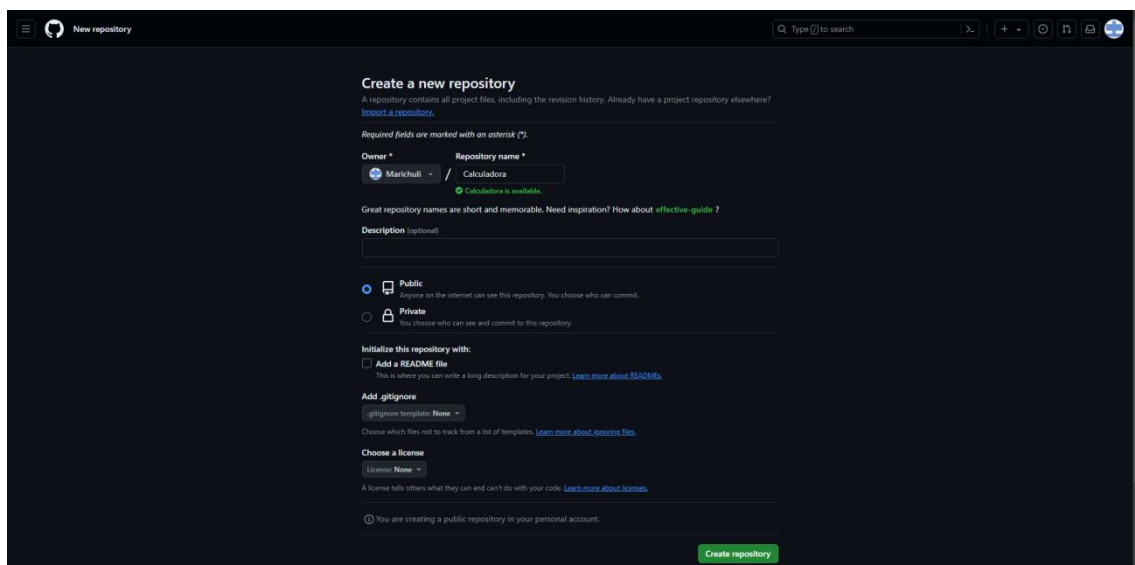 New repository
Type / to search
Create a new repository
A repository contains all project files, including the revision history. Already have a project repository elsewhere?
Import a repository.
Required fields are marked with an asterisk (*).
Owner *
Repository name *
Marichuli
/
Calculadora
Calculadora is available.
Great repository names are short and memorable. Need inspiration? How about effective-guide ?
Description (optional)
Public
Anyone on the internet can see this repository. You choose who can commit.
Private
You choose who can see and commit to this repository.
Initialize this repository with:
Add a README file
This is where you can write a long description for your project. Learn more about READMEs.
Add .gitignore
.gitignore template: None
Choose which files not to track from a list of templates. Learn more about ignoring files.
Choose a license
License: None
A license tells others what they can and can't do with your code. Learn more about licenses.
You are creating a public repository in your personal account.
Create repository